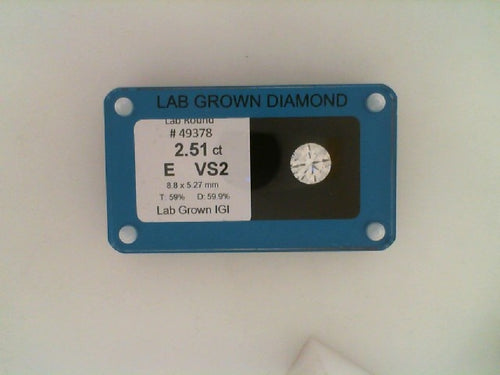 LAB GROWN DIAMOND
Lab Round
# 49378
2.51 ct
E VS2
8.8 x 5.27 mm
T: 59% D: 59.9%
Lab Grown IGI